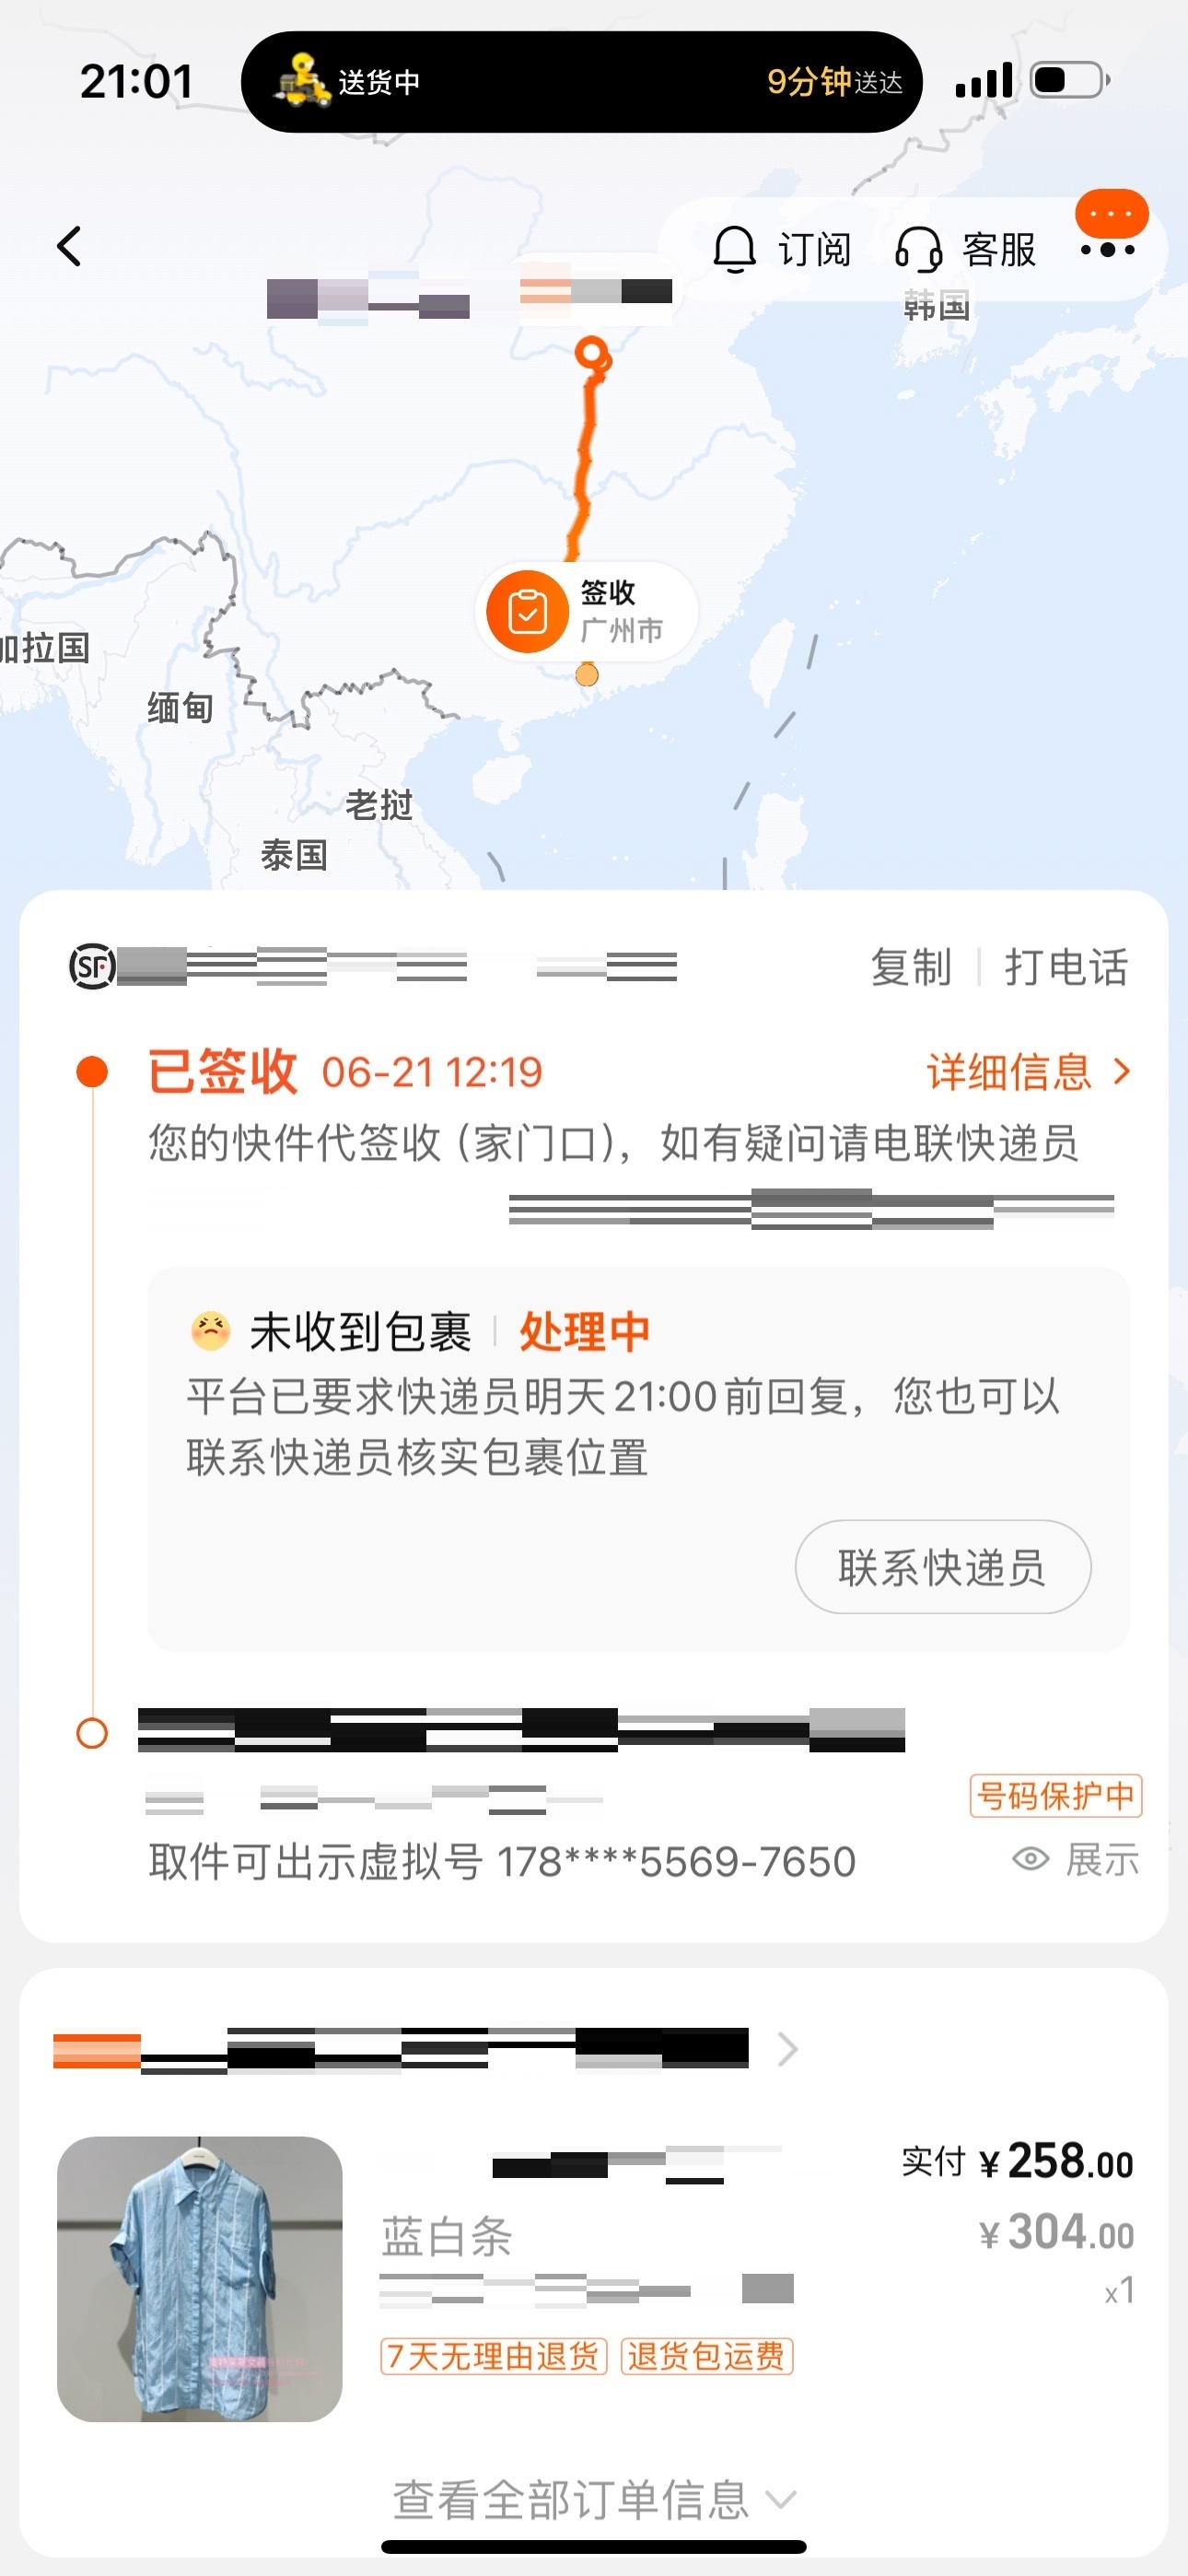 21:01
送货中
9分钟送达
订阅
客服
韩国
签收
广州市
加拉国
缅甸
老挝
泰国
SF
复制 | 打电话
已签收 06-21 12:19
详细信息 >
您的快件代签收 (家门口)，如有疑问请电联快递员
未收到包裹 | 处理中
平台已要求快递员明天21:00前回复，您也可以
联系快递员核实包裹位置
联系快递员
号码保护中
取件可出示虚拟号 178****5569-7650
展示
实付 ¥258.00
蓝白条
¥304.00
x1
7天无理由退货
退货包运费
查看全部订单信息